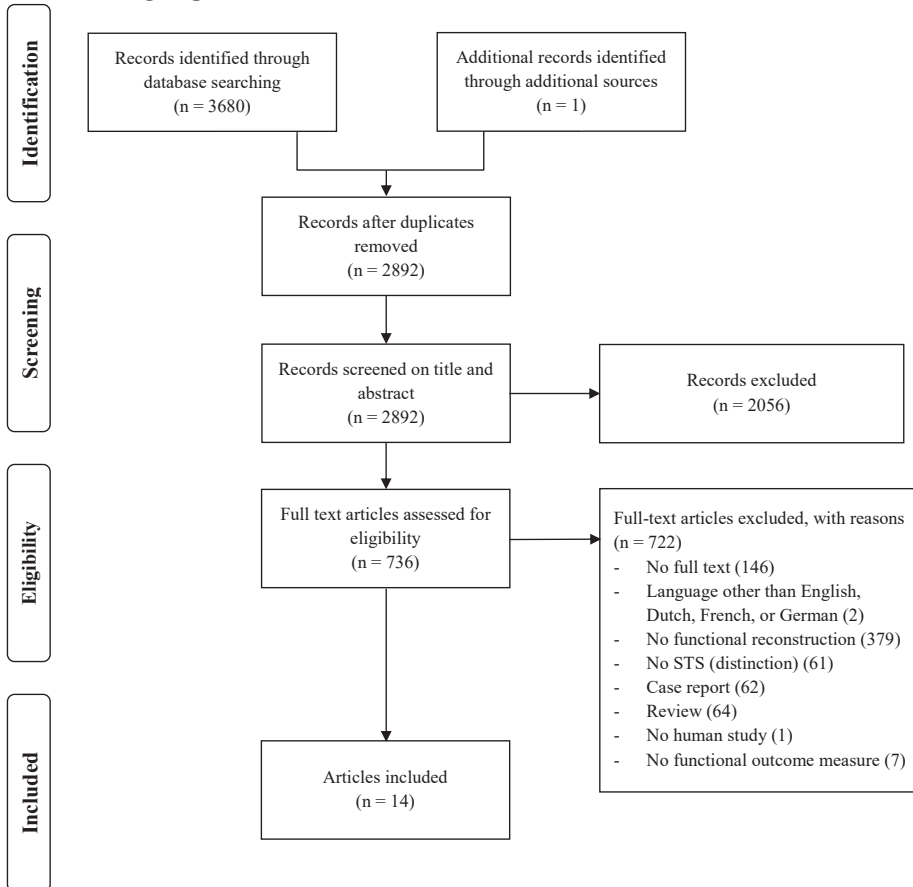 Identification
Records identified through
database searching
(n = 3680)
Additional records identified
through additional sources
(n = 1)
Records after duplicates
removed
(n = 2892)
Screening
Records screened on title and
abstract
(n = 2892)
Records excluded
(n = 2056)
Eligibility
Full text articles assessed for
eligibility
(n = 736)
Full-text articles excluded, with reasons
(n = 722)
- No full text (146)
- Language other than English,
Dutch, French, or German (2)
- No functional reconstruction (379)
- No STS (distinction) (61)
- Case report (62)
- Review (64)
- No human study (1)
- No functional outcome measure (7)
Included
Articles included
(n = 14)